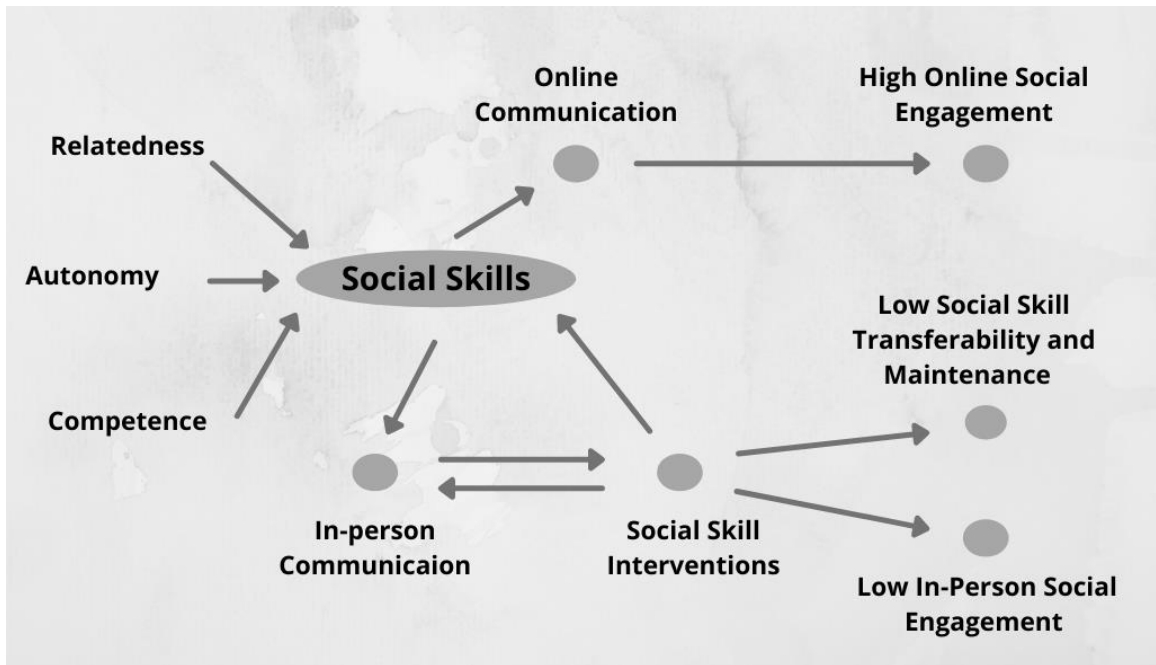 Online
Communication
High Online Social
Engagement
Relatedness
Autonomy
Social Skills
Competence
Low Social Skill
Transferability and
Maintenance
In-person
Communicaion
Social Skill
Interventions
Low In-Person Social
Engagement